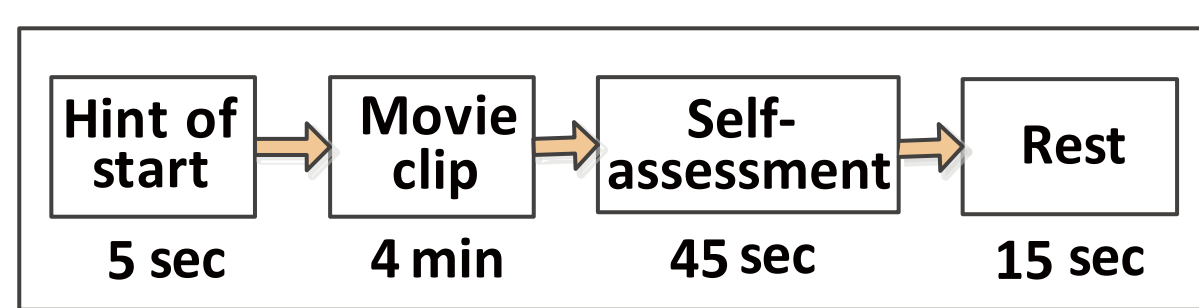 Hint of
start
Movie
clip
Self-
assessment
Rest
5 sec
4 min
45 sec
15 sec